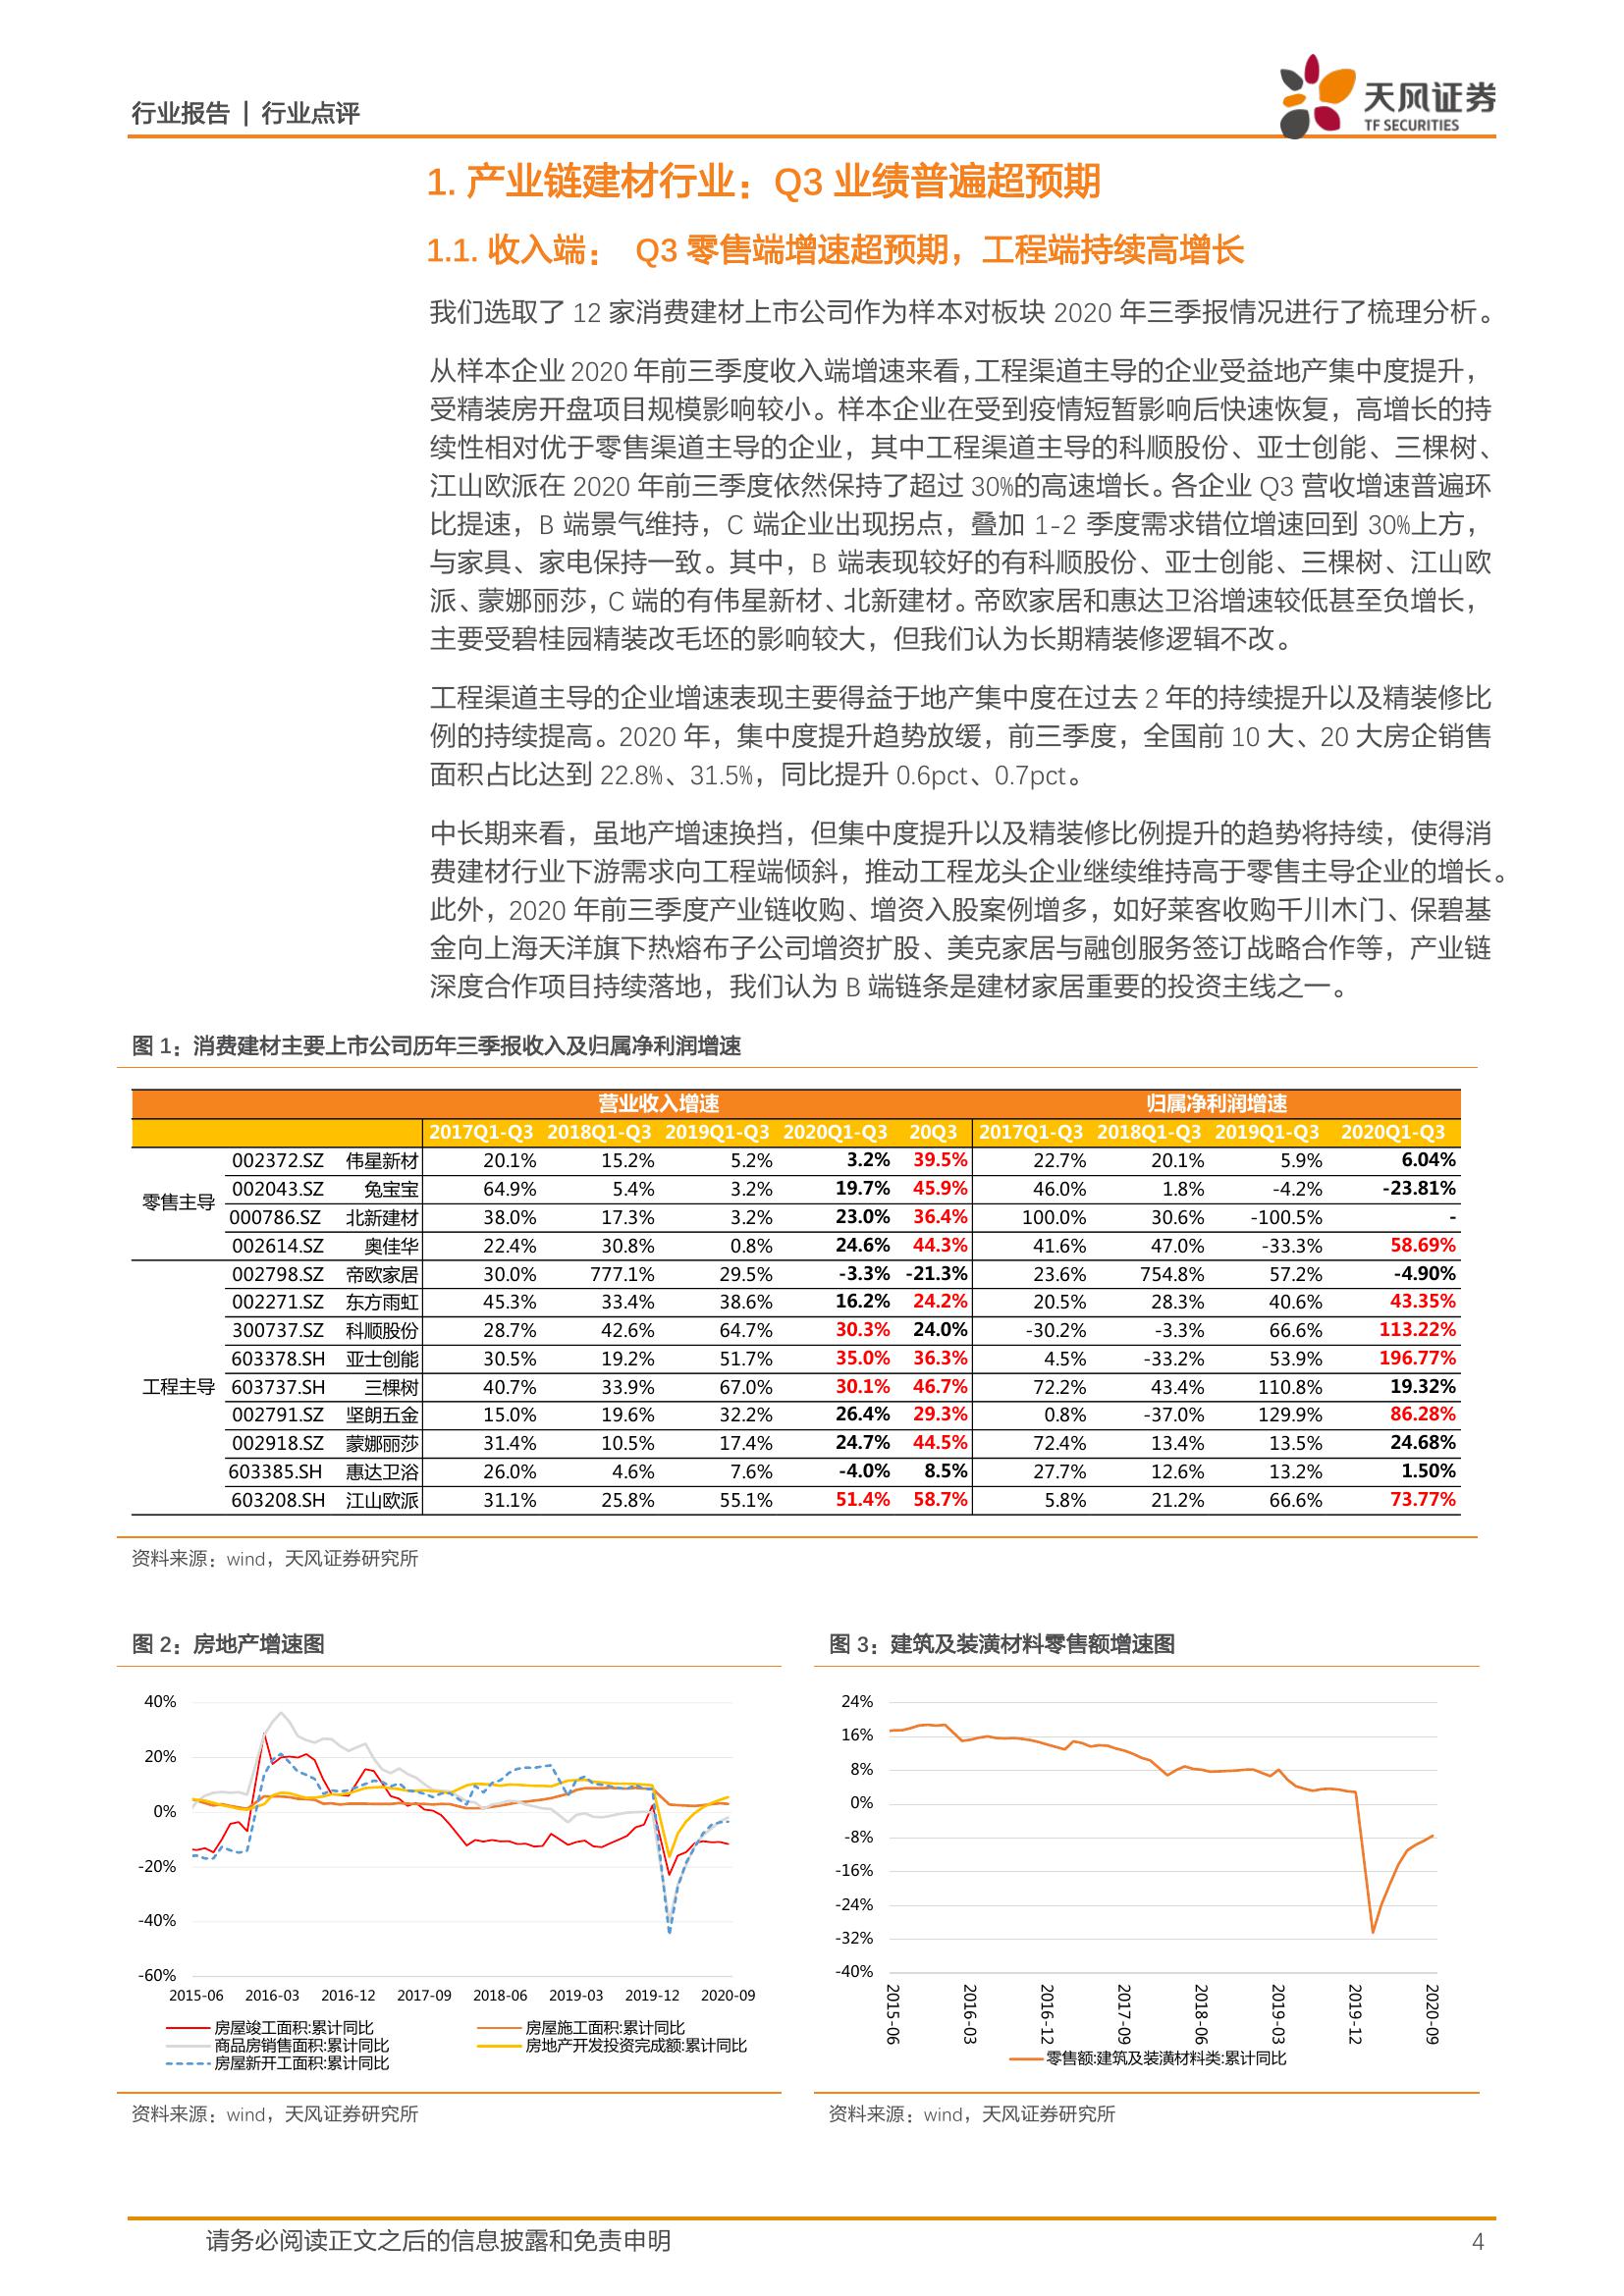 行业报告 | 行业点评
天风证券
TF SECURITIES
1. 产业链建材行业：Q3 业绩普遍超预期
1.1. 收入端： Q3 零售端增速超预期，工程端持续高增长
我们选取了 12 家消费建材上市公司作为样本对板块 2020 年三季报情况进行了梳理分析。
从样本企业 2020 年前三季度收入端增速来看，工程渠道主导的企业受益地产集中度提升，
受精装房开盘项目规模影响较小。样本企业在受到疫情短暂影响后快速恢复，高增长的持
续性相对优于零售渠道主导的企业，其中工程渠道主导的科顺股份、亚士创能、三棵树、
江山欧派在 2020 年前三季度依然保持了超过 30%的高速增长。各企业 Q3 营收增速普遍环
比提速，B 端景气维持，C 端企业出现拐点，叠加 1-2 季度需求错位增速回到 30%上方，
与家具、家电保持一致。其中，B 端表现较好的有科顺股份、亚士创能、三棵树、江山欧
派、蒙娜丽莎，C 端的有伟星新材、北新建材。帝欧家居和惠达卫浴增速较低甚至负增长，
主要受碧桂园精装改毛坯的影响较大，但我们认为长期精装修逻辑不改。
工程渠道主导的企业增速表现主要得益于地产集中度在过去 2 年的持续提升以及精装修比
例的持续提高。2020 年，集中度提升趋势放缓，前三季度，全国前 10 大、20 大房企销售
面积占比达到 22.8%、31.5%，同比提升 0.6pct、0.7pct。
中长期来看，虽地产增速换挡，但集中度提升以及精装修比例提升的趋势将持续，使得消
费建材行业下游需求向工程端倾斜，推动工程龙头企业继续维持高于零售主导企业的增长。
此外，2020 年前三季度产业链收购、增资入股案例增多，如好莱客收购千川木门、保碧基
金向上海天洋旗下热熔布子公司增资扩股、美克家居与融创服务签订战略合作等，产业链
深度合作项目持续落地，我们认为 B 端链条是建材家居重要的投资主线之一。
图 1：消费建材主要上市公司历年三季报收入及归属净利润增速
营业收入增速 归属净利润增速
2017Q1-Q3 2018Q1-Q3 2019Q1-Q3 2020Q1-Q3 20Q3 2017Q1-Q3 2018Q1-Q3 2019Q1-Q3 2020Q1-Q3
零售主导
002372.SZ 伟星新材 20.1% 15.2% 5.2% 3.2% 39.5% 22.7% 20.1% 5.9% 6.04%
002043.SZ 兔宝宝 64.9% 5.4% 3.2% 19.7% 45.9% 46.0% 1.8% -4.2% -23.81%
000786.SZ 北新建材 38.0% 17.3% 3.2% 23.0% 36.4% 100.0% 30.6% -100.5% -
002614.SZ 奥佳华 22.4% 30.8% 0.8% 24.6% 44.3% 41.6% 47.0% -33.3% 58.69%
工程主导
002798.SZ 帝欧家居 30.0% 777.1% 29.5% -3.3% -21.3% 23.6% 754.8% 57.2% -4.90%
002271.SZ 东方雨虹 45.3% 33.4% 38.6% 16.2% 24.2% 20.5% 28.3% 40.6% 43.35%
300737.SZ 科顺股份 28.7% 42.6% 64.7% 30.3% 24.0% -30.2% -3.3% 66.6% 113.22%
603378.SH 亚士创能 30.5% 19.2% 51.7% 35.0% 36.3% 4.5% -33.2% 53.9% 196.77%
603737.SH 三棵树 40.7% 33.9% 67.0% 30.1% 46.7% 72.2% 43.4% 110.8% 19.32%
002791.SZ 坚朗五金 15.0% 19.6% 32.2% 26.4% 29.3% 0.8% -37.0% 129.9% 86.28%
002918.SZ 蒙娜丽莎 31.4% 10.5% 17.4% 24.7% 44.5% 72.4% 13.4% 13.5% 24.68%
603385.SH 惠达卫浴 26.0% 4.6% 7.6% -4.0% 8.5% 27.7% 12.6% 13.2% 1.50%
603208.SH 江山欧派 31.1% 25.8% 55.1% 51.4% 58.7% 5.8% 21.2% 66.6% 73.77%
资料来源：wind，天风证券研究所
图 2：房地产增速图
40%
20%
0%
-20%
-40%
-60%
2015-06 2016-03 2016-12 2017-09 2018-06 2019-03 2019-12 2020-09
房屋竣工面积:累计同比 房屋施工面积:累计同比
商品房销售面积:累计同比 房地产开发投资完成额:累计同比
房屋新开工面积:累计同比
资料来源：wind，天风证券研究所
图 3：建筑及装潢材料零售额增速图
24%
16%
8%
0%
-8%
-16%
-24%
-32%
-40%
2015-06 2016-03 2016-12 2017-09 2018-06 2019-03 2019-12 2020-09
零售额:建筑及装潢材料类:累计同比
资料来源：wind，天风证券研究所
请务必阅读正文之后的信息披露和免责申明 4